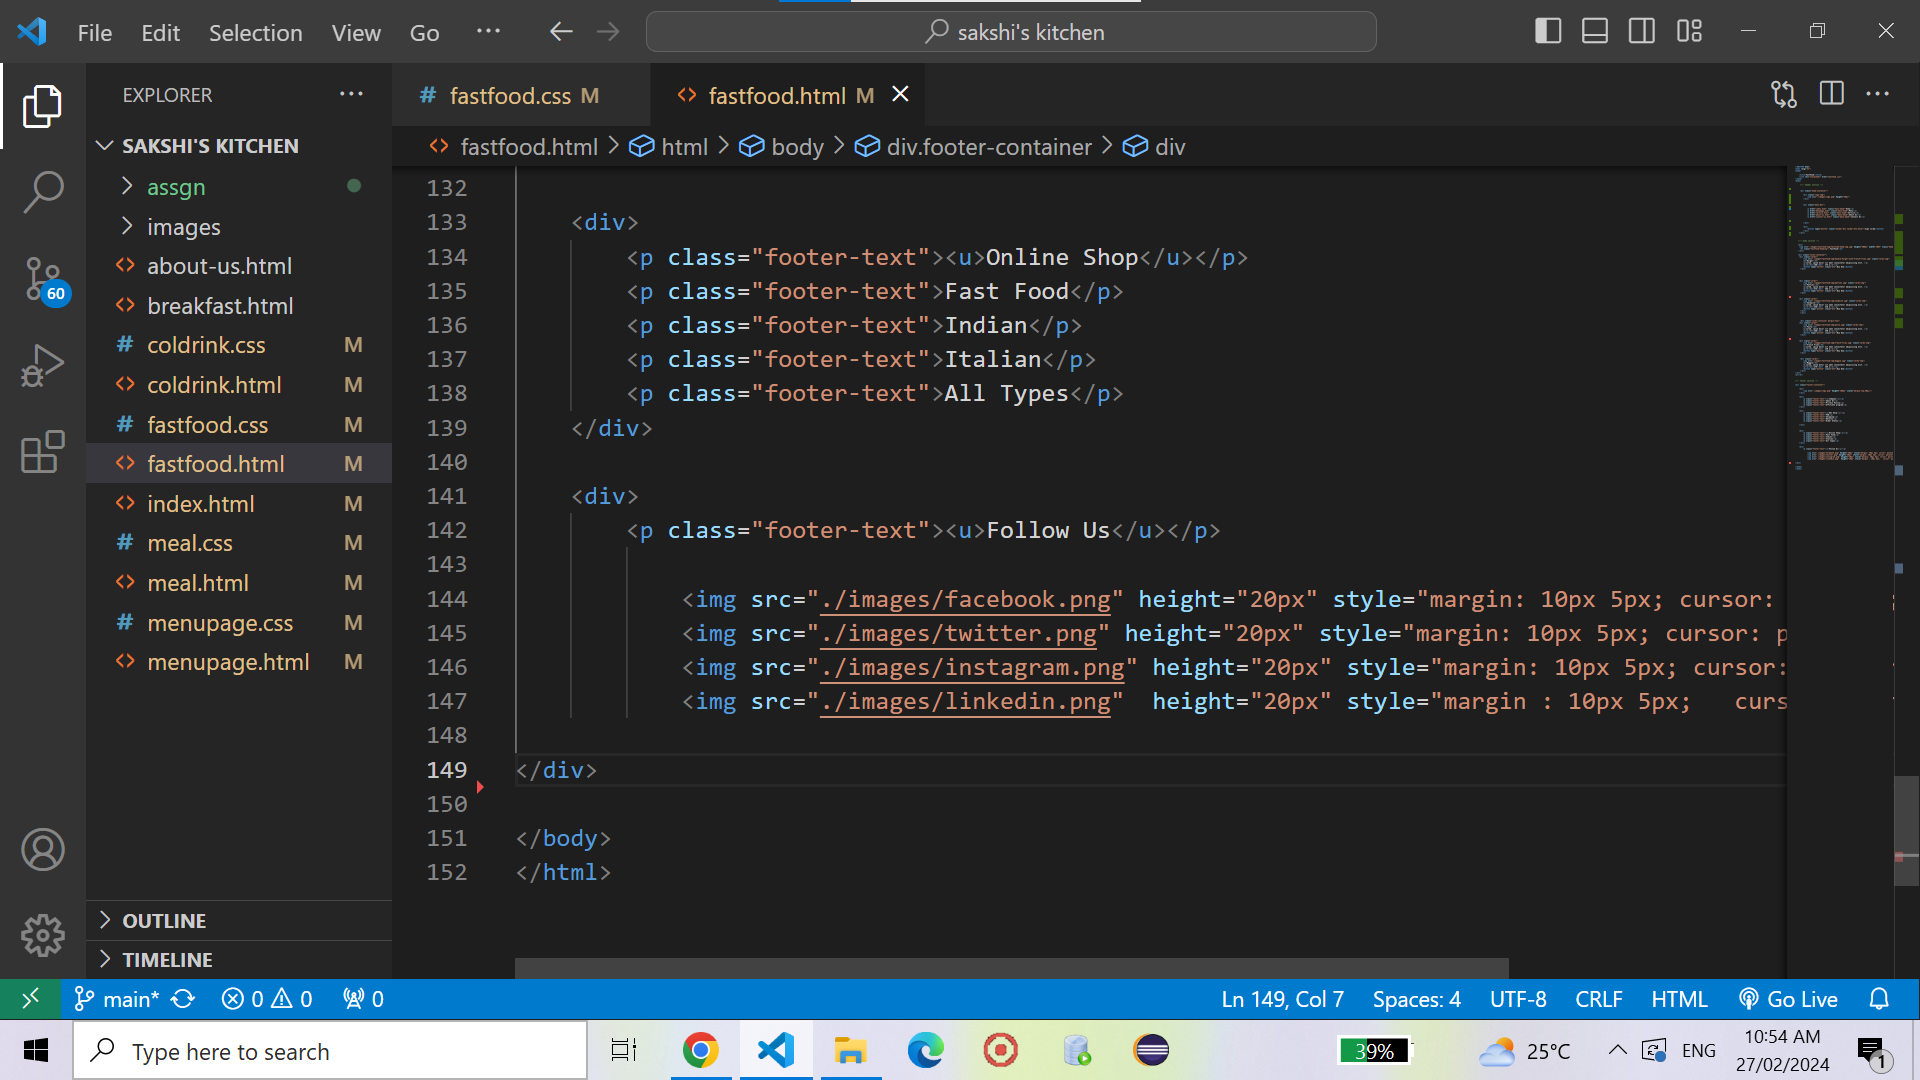 File Edit Selection View Go ··· sakshi's kitchen
EXPLORER ···
SAKSHI'S KITCHEN
assgn
images
about-us.html
breakfast.html
coldrink.css M
coldrink.html M
fastfood.css M
fastfood.html M
index.html M
meal.css M
meal.html M
menupage.css M
menupage.html M
OUTLINE
TIMELINE
60
# fastfood.css M <> fastfood.html M
fastfood.html > html > body > div.footer-container > div
132
133 <div>
134 <p class="footer-text"><u>Online Shop</u></p>
135 <p class="footer-text">Fast Food</p>
136 <p class="footer-text">Indian</p>
137 <p class="footer-text">Italian</p>
138 <p class="footer-text">All Types</p>
139 </div>
140
141 <div>
142 <p class="footer-text"><u>Follow Us</u></p>
143
144 <img src="./images/facebook.png" height="20px" style="margin: 10px 5px; cursor:
145 <img src="./images/twitter.png" height="20px" style="margin: 10px 5px; cursor: p
146 <img src="./images/instagram.png" height="20px" style="margin: 10px 5px; cursor:
147 <img src="./images/linkedin.png" height="20px" style="margin : 10px 5px; curs
148
149 </div>
150
151 </body>
152 </html>
main* 0 0 0 Ln 149, Col 7 Spaces: 4 UTF-8 CRLF HTML Go Live
Type here to search 39% 25°C ENG 10:54 AM
27/02/2024 1